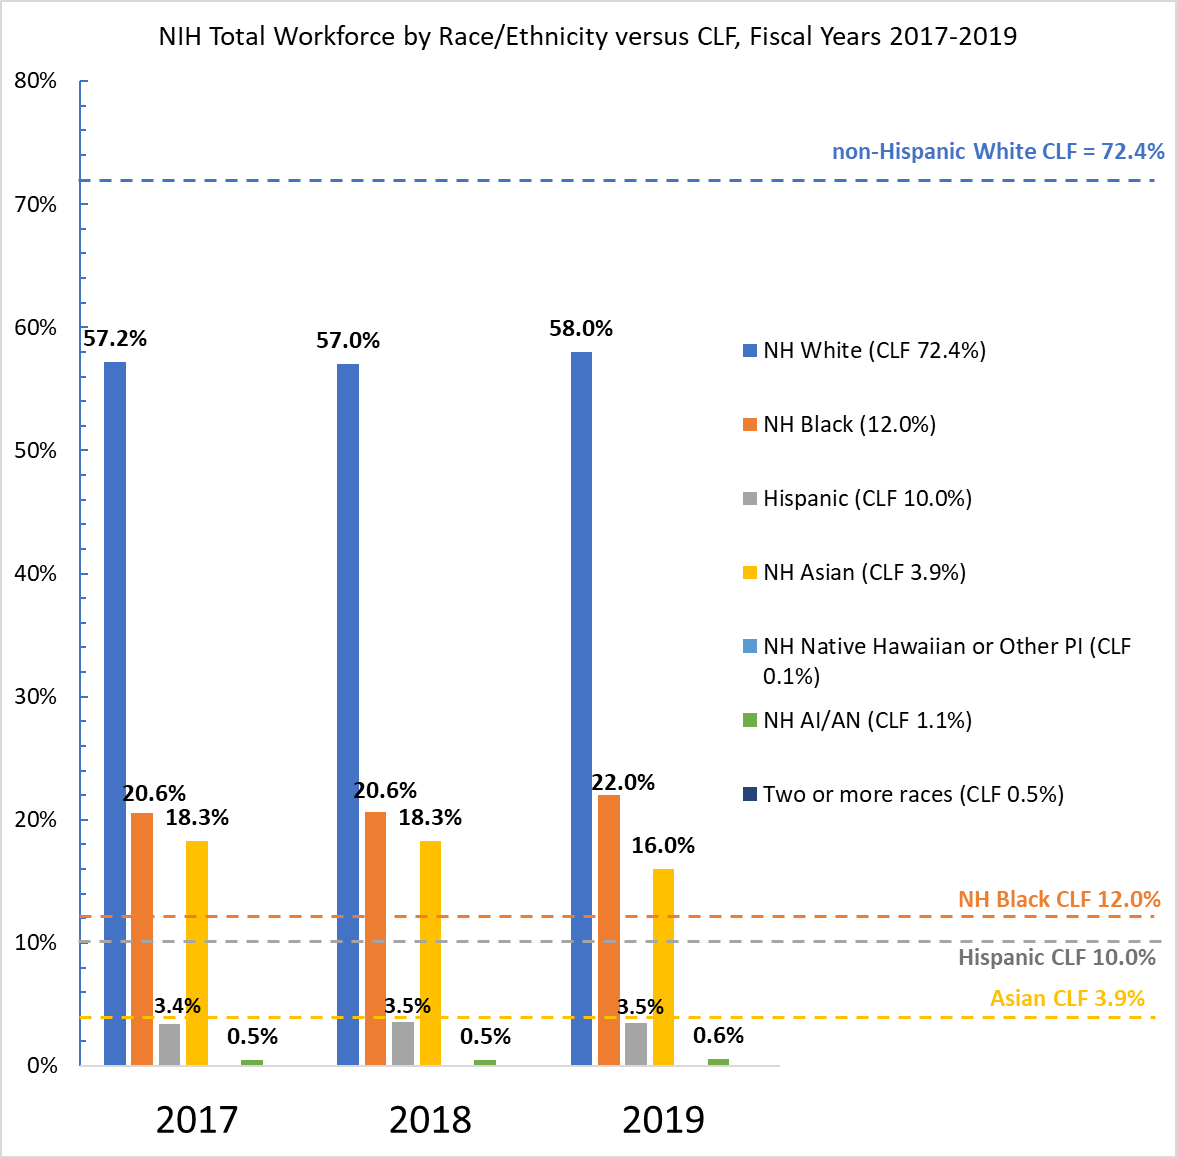 NIH Total Workforce by Race/Ethnicity versus CLF, Fiscal Years 2017-2019
80%
70%
60%
50%
40%
30%
20%
10%
0%
non-Hispanic White CLF = 72.4%
57.2%
57.0%
58.0%
20.6%
18.3%
20.6%
18.3%
22.0%
16.0%
3.4%
0.5%
3.5%
0.5%
3.5%
0.6%
NH White (CLF 72.4%)
NH Black (12.0%)
Hispanic (CLF 10.0%)
NH Asian (CLF 3.9%)
NH Native Hawaiian or Other PI (CLF
0.1%)
NH AI/AN (CLF 1.1%)
Two or more races (CLF 0.5%)
NH Black CLF 12.0%
Hispanic CLF 10.0%
Asian CLF 3.9%
2017
2018
2019